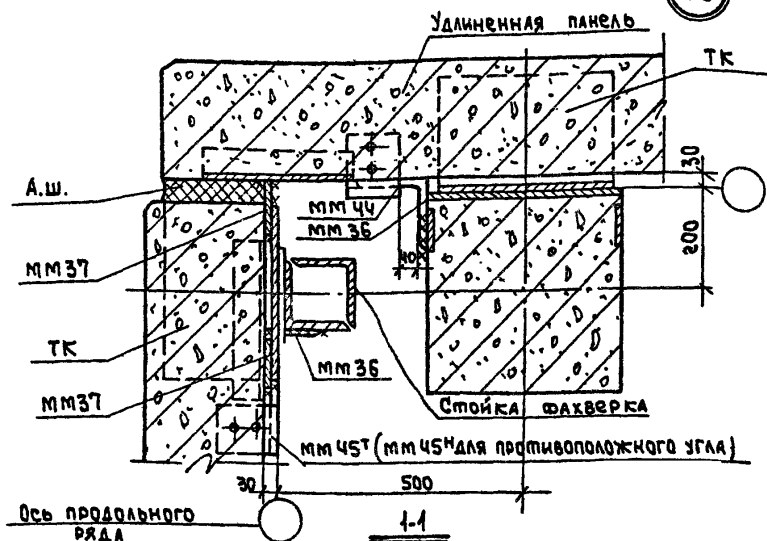 Удлиненная панель
ТК
А.Ш.
ММ 44
ММ 36
30
200
40
ММ37
ТК
ММ 36
ММ37
Стойка фахверка
ММ 45т (ММ 45н для противоположного угла)
30
500
Ось продольного
ряда
1-1